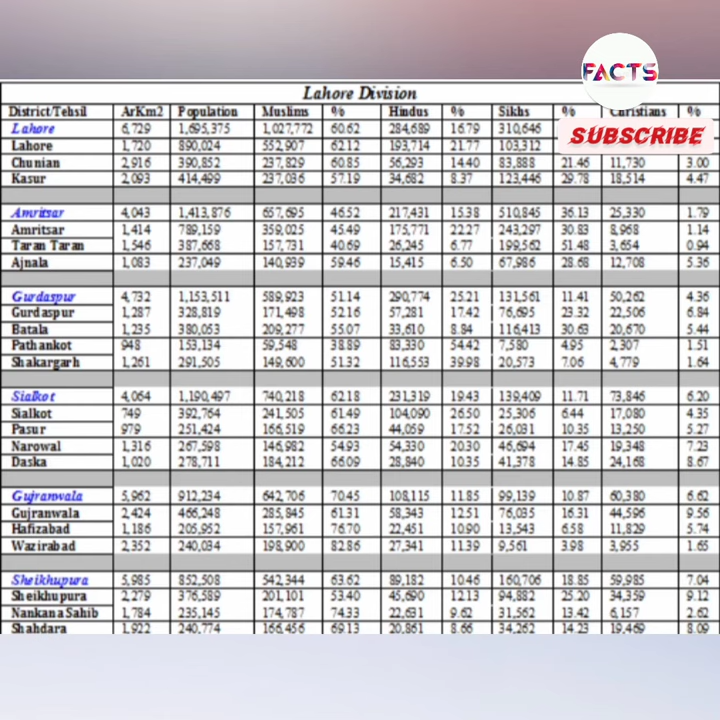 FACTS
SUBSCRIBE
Lahore Division
District/Tehsil ArKm2 Population Muslims % Hindus % Sikhs % Christians %
Lahore 6,729 1,695,375 1,027,772 60.62 284,689 16.79 310,646
Lahore 1,720 890,024 552,907 62.12 193,714 21.77 103,312
Chunian 2,916 390,852 237,829 60.85 56,293 14.40 83,888 21.46 11,730 3.00
Kasur 2,093 414,499 237,036 57.19 34,682 8.37 123,446 29.78 18,514 4.47
Amritsar 4,043 1,413,876 657,695 46.52 217,431 15.38 510,845 36.13 25,330 1.79
Amritsar 1,414 789,159 359,025 45.49 175,771 22.27 243,297 30.83 8,968 1.14
Taran Taran 1,546 387,668 157,731 40.69 26,245 6.77 199,562 51.48 3,654 0.94
Ajnala 1,083 237,049 140,939 59.46 15,415 6.50 67,986 28.68 12,708 5.36
Gurdaspur 4,732 1,153,511 589,923 51.14 290,774 25.21 131,561 11.41 50,262 4.36
Gurdaspur 1,287 328,819 171,498 52.16 57,281 17.42 76,695 23.32 22,506 6.84
Batala 1,235 380,053 209,277 55.07 33,610 8.84 116,413 30.63 20,670 5.44
Pathankot 948 153,134 59,548 38.89 83,330 54.42 7,580 4.95 2,307 1.51
Shakargarh 1,261 291,505 149,600 51.32 116,553 39.98 20,573 7.06 4,779 1.64
Sialkot 4,064 1,190,497 740,218 62.18 231,319 19.43 139,409 11.71 73,846 6.20
Sialkot 749 392,764 241,505 61.49 104,090 26.50 25,306 6.44 17,080 4.35
Pasur 979 251,424 166,519 66.23 44,059 17.52 26,031 10.35 13,250 5.27
Narowal 1,316 267,598 146,982 54.93 54,330 20.30 46,694 17.45 19,348 7.23
Daska 1,020 278,711 184,212 66.09 28,840 10.35 41,378 14.85 24,168 8.67
Gujranwala 5,962 912,234 642,706 70.45 108,115 11.85 99,139 10.87 60,380 6.62
Gujranwala 2,424 466,248 285,845 61.31 58,343 12.51 76,035 16.31 44,596 9.56
Hafizabad 1,186 205,952 157,961 76.70 22,451 10.90 13,543 6.58 11,829 5.74
Wazirabad 2,352 240,034 198,900 82.86 27,341 11.39 9,561 3.98 3,955 1.65
Sheikhupura 5,985 852,508 542,344 63.62 89,182 10.46 160,706 18.85 59,985 7.04
Sheikhupura 2,279 376,589 201,101 53.40 45,690 12.13 94,882 25.20 34,359 9.12
Nankana Sahib 1,784 235,145 174,787 74.33 22,631 9.62 31,562 13.42 6,157 2.62
Shahdara 1,922 240,774 166,456 69.13 20,861 8.66 34,262 14.23 19,469 8.09